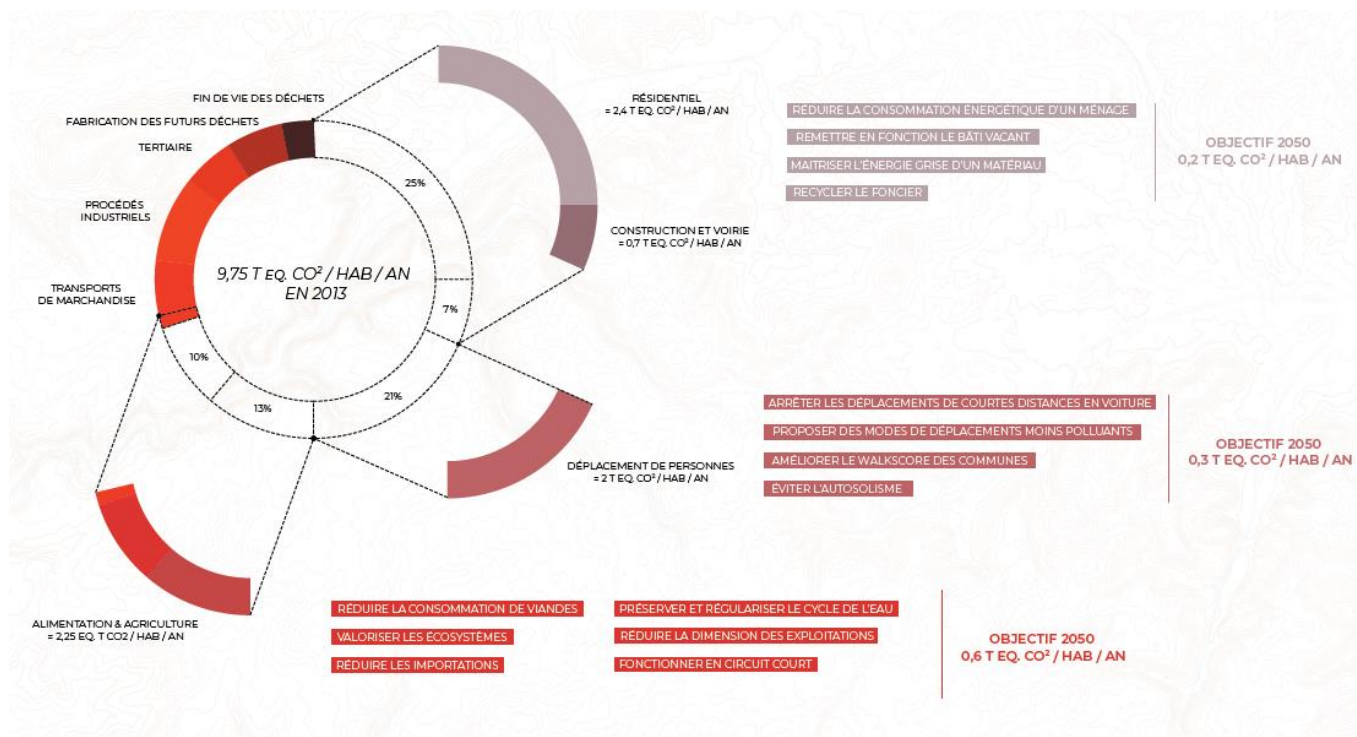 FIN DE VIE DES DÉCHETS
FABRICATION DES FUTURS DÉCHETS
TERTIAIRE
PROCÉDÉS
INDUSTRIELS
TRANSPORTS
DE MARCHANDISE
9,75 T EQ. CO² / HAB / AN
EN 2013
25%
7%
21%
13%
10%
RÉSIDENTIEL
= 2,4 T EQ. CO² / HAB / AN
CONSTRUCTION ET VOIRIE
= 0,7 T EQ. CO² / HAB / AN
RÉDUIRE LA CONSOMMATION ÉNERGÉTIQUE D'UN MÉNAGE
REMETTRE EN FONCTION LE BÂTI VACANT
MAITRISER L'ÉNERGIE GRISE D'UN MATÉRIAU
RECYCLER LE FONCIER
OBJECTIF 2050
0,2 T EQ. CO² / HAB / AN
DÉPLACEMENT DE PERSONNES
= 2 T EQ. CO² / HAB / AN
ARRÊTER LES DÉPLACEMENTS DE COURTES DISTANCES EN VOITURE
PROPOSER DES MODES DE DÉPLACEMENTS MOINS POLLUANTS
AMÉLIORER LE WALKSCORE DES COMMUNES
ÉVITER L'AUTOSOLISME
OBJECTIF 2050
0,3 T EQ. CO² / HAB / AN
ALIMENTATION & AGRICULTURE
= 2,25 EQ. T CO2 / HAB / AN
RÉDUIRE LA CONSOMMATION DE VIANDES
VALORISER LES ÉCOSYSTÈMES
RÉDUIRE LES IMPORTATIONS
PRÉSERVER ET RÉGULARISER LE CYCLE DE L'EAU
RÉDUIRE LA DIMENSION DES EXPLOITATIONS
FONCTIONNER EN CIRCUIT COURT
OBJECTIF 2050
0,6 T EQ. CO² / HAB / AN